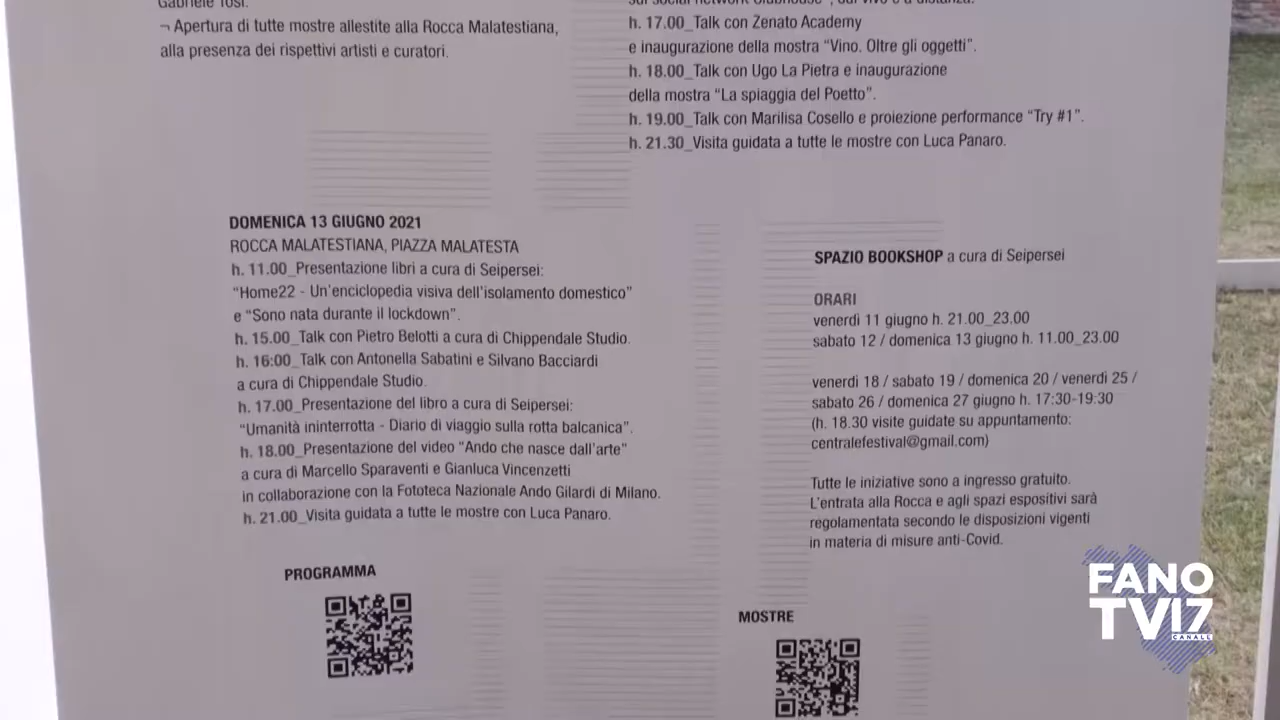 Gabriele Tosi.
¬ Apertura di tutte mostre allestite alla Rocca Malatestiana,
alla presenza dei rispettivi artisti e curatori.
h. 17.00_Talk con Zenato Academy
e inaugurazione della mostra “Vino. Oltre gli oggetti”.
h. 18.00_Talk con Ugo La Pietra e inaugurazione
della mostra “La spiaggia del Poetto”.
h. 19.00_Talk con Marilisa Cosello e proiezione performance “Try #1”.
h. 21.30_Visita guidata a tutte le mostre con Luca Panaro.
DOMENICA 13 GIUGNO 2021
ROCCA MALATESTIANA, PIAZZA MALATESTA
h. 11.00_Presentazione libri a cura di Seipersei:
“Home22 - Un’enciclopedia visiva dell’isolamento domestico”
e “Sono nata durante il lockdown”.
h. 15.00_Talk con Pietro Belotti a cura di Chippendale Studio.
h. 16:00_Talk con Antonella Sabatini e Silvano Bacciardi
a cura di Chippendale Studio.
h. 17.00_Presentazione del libro a cura di Seipersei:
“Umanità ininterrotta - Diario di viaggio sulla rotta balcanica”.
h. 18.00_Presentazione del video “Ando che nasce dall’arte”
a cura di Marcello Sparaventi e Gianluca Vincenzetti
in collaborazione con la Fototeca Nazionale Ando Gilardi di Milano.
h. 21.00_Visita guidata a tutte le mostre con Luca Panaro.
SPAZIO BOOKSHOP a cura di Seipersei
ORARI
venerdì 11 giugno h. 21.00_23.00
sabato 12 / domenica 13 giugno h. 11.00_23.00
venerdì 18 / sabato 19 / domenica 20 / venerdì 25 /
sabato 26 / domenica 27 giugno h. 17:30-19:30
(h. 18.30 visite guidate su appuntamento:
centralefestival@gmail.com)
Tutte le iniziative sono a ingresso gratuito.
L’entrata alla Rocca e agli spazi espositivi sarà
regolamentata secondo le disposizioni vigenti
in materia di misure anti-Covid.
PROGRAMMA
MOSTRE
FANO
TV17
CANALE